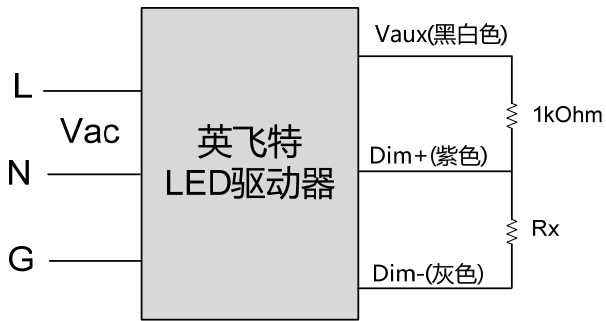 Vaux(黑白色)
L
1kOhm
Vac
英飞特
LED驱动器
Dim+(紫色)
N
Rx
G
Dim-(灰色)